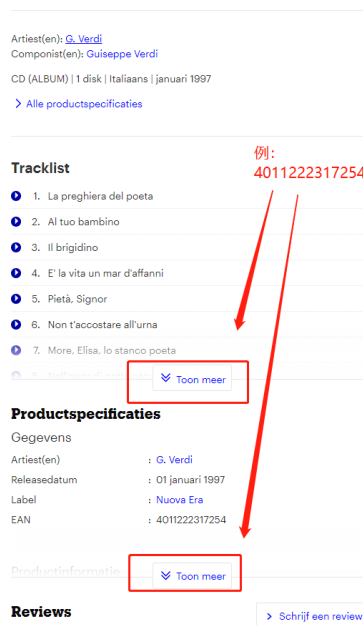 Artiest(en): G. Verdi
Componist(en): Guiseppe Verdi
CD (ALBUM) | 1 disk | Italiaans | januari 1997
Alle productspecificaties
例:
4011222317254
Tracklist
1. La preghiera del poeta
2. Al tuo bambino
3. Il brigidino
4. E' la vita un mar d'affanni
5. Pietà, Signor
6. Non't'accostare all'urna
7. More, Elisa, lo stanco poeta
Toon meer
Productspecificaties
Gegevens
Artiest(en) : G. Verdi
Releasedatum : 01 januari 1997
Label : Nuova Era
EAN : 4011222317254
Productinformatie
Toon meer
Reviews
Schrijf een review